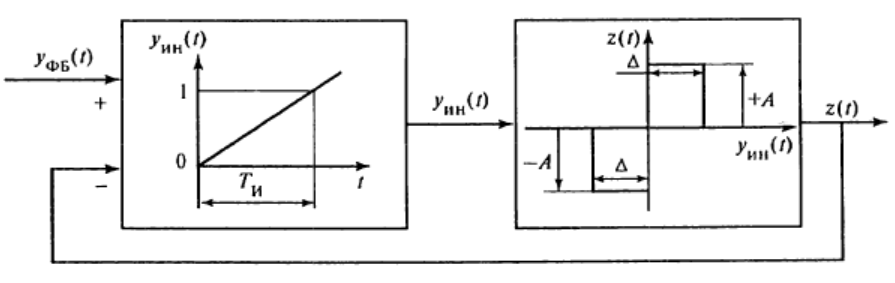 y_ФБ(t)
+
−
y_ин(t)
1
0
T_И
t
y_ин(t)
z(t)
Δ
+A
−A
Δ
y_ин(t)
z(t)